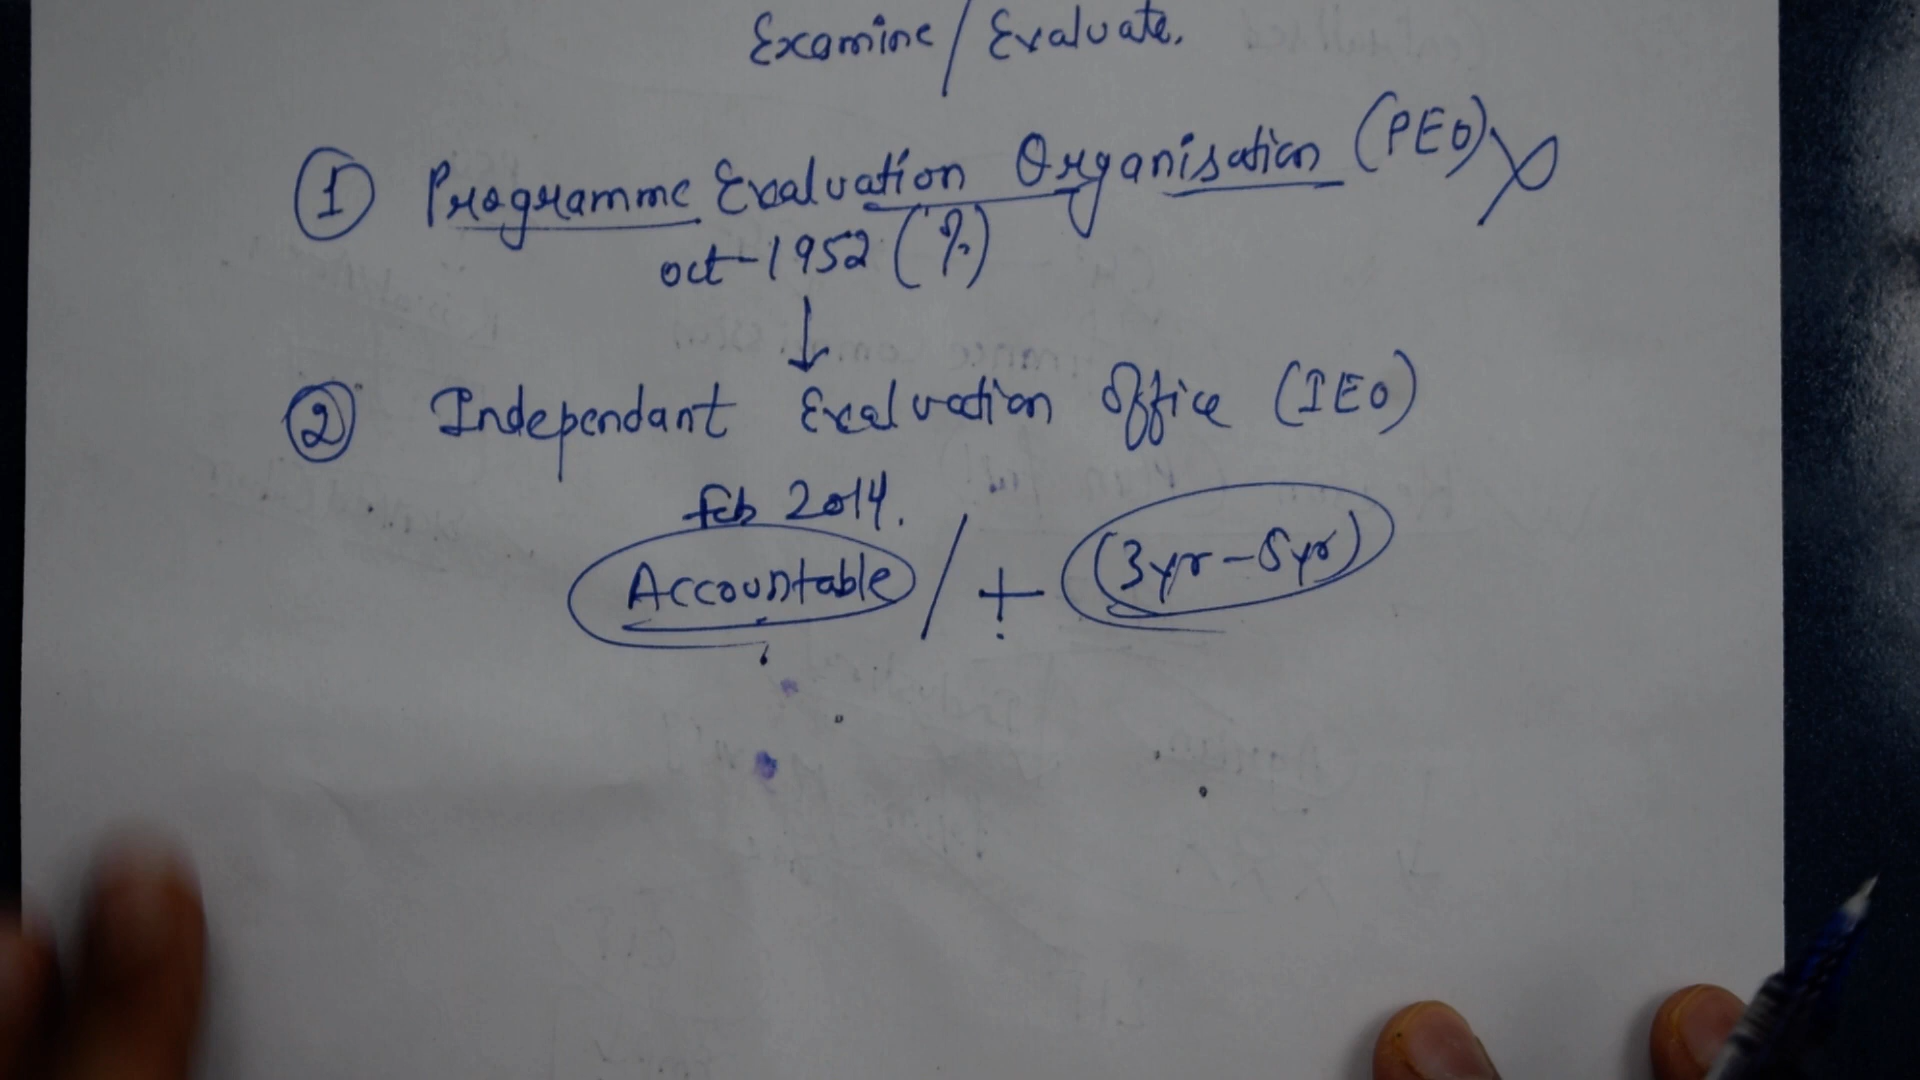 Examine / Evaluate.
① Programme Evaluation Organisation (PEO)
oct-1952 (%)
↓
② Independant Evaluation Office (IEO)
Feb 2014.
Accountable / + (3yr-5yr)